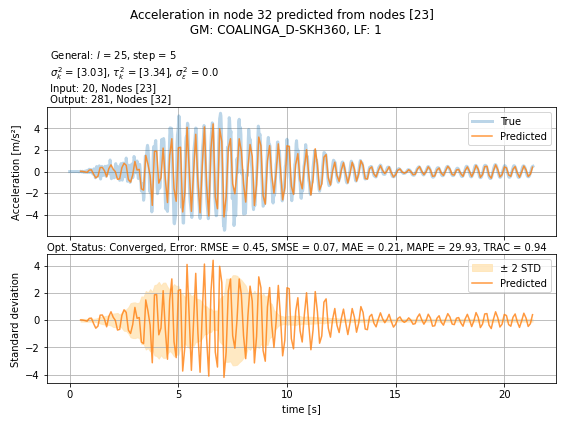 Acceleration in node 32 predicted from nodes [23]
GM: COALINGA_D-SKH360, LF: 1
General: l = 25, step = 5
σ²ₖ = [3.03], τ²ₖ = [3.34], σ²ε = 0.0
Input: 20, Nodes [23]
Output: 281, Nodes [32]
Acceleration [m/s²]
4
2
0
−2
−4
True
Predicted
Opt. Status: Converged, Error: RMSE = 0.45, SMSE = 0.07, MAE = 0.21, MAPE = 29.93, TRAC = 0.94
Standard deviation
4
2
0
−2
−4
± 2 STD
Predicted
0 5 10 15 20
time [s]